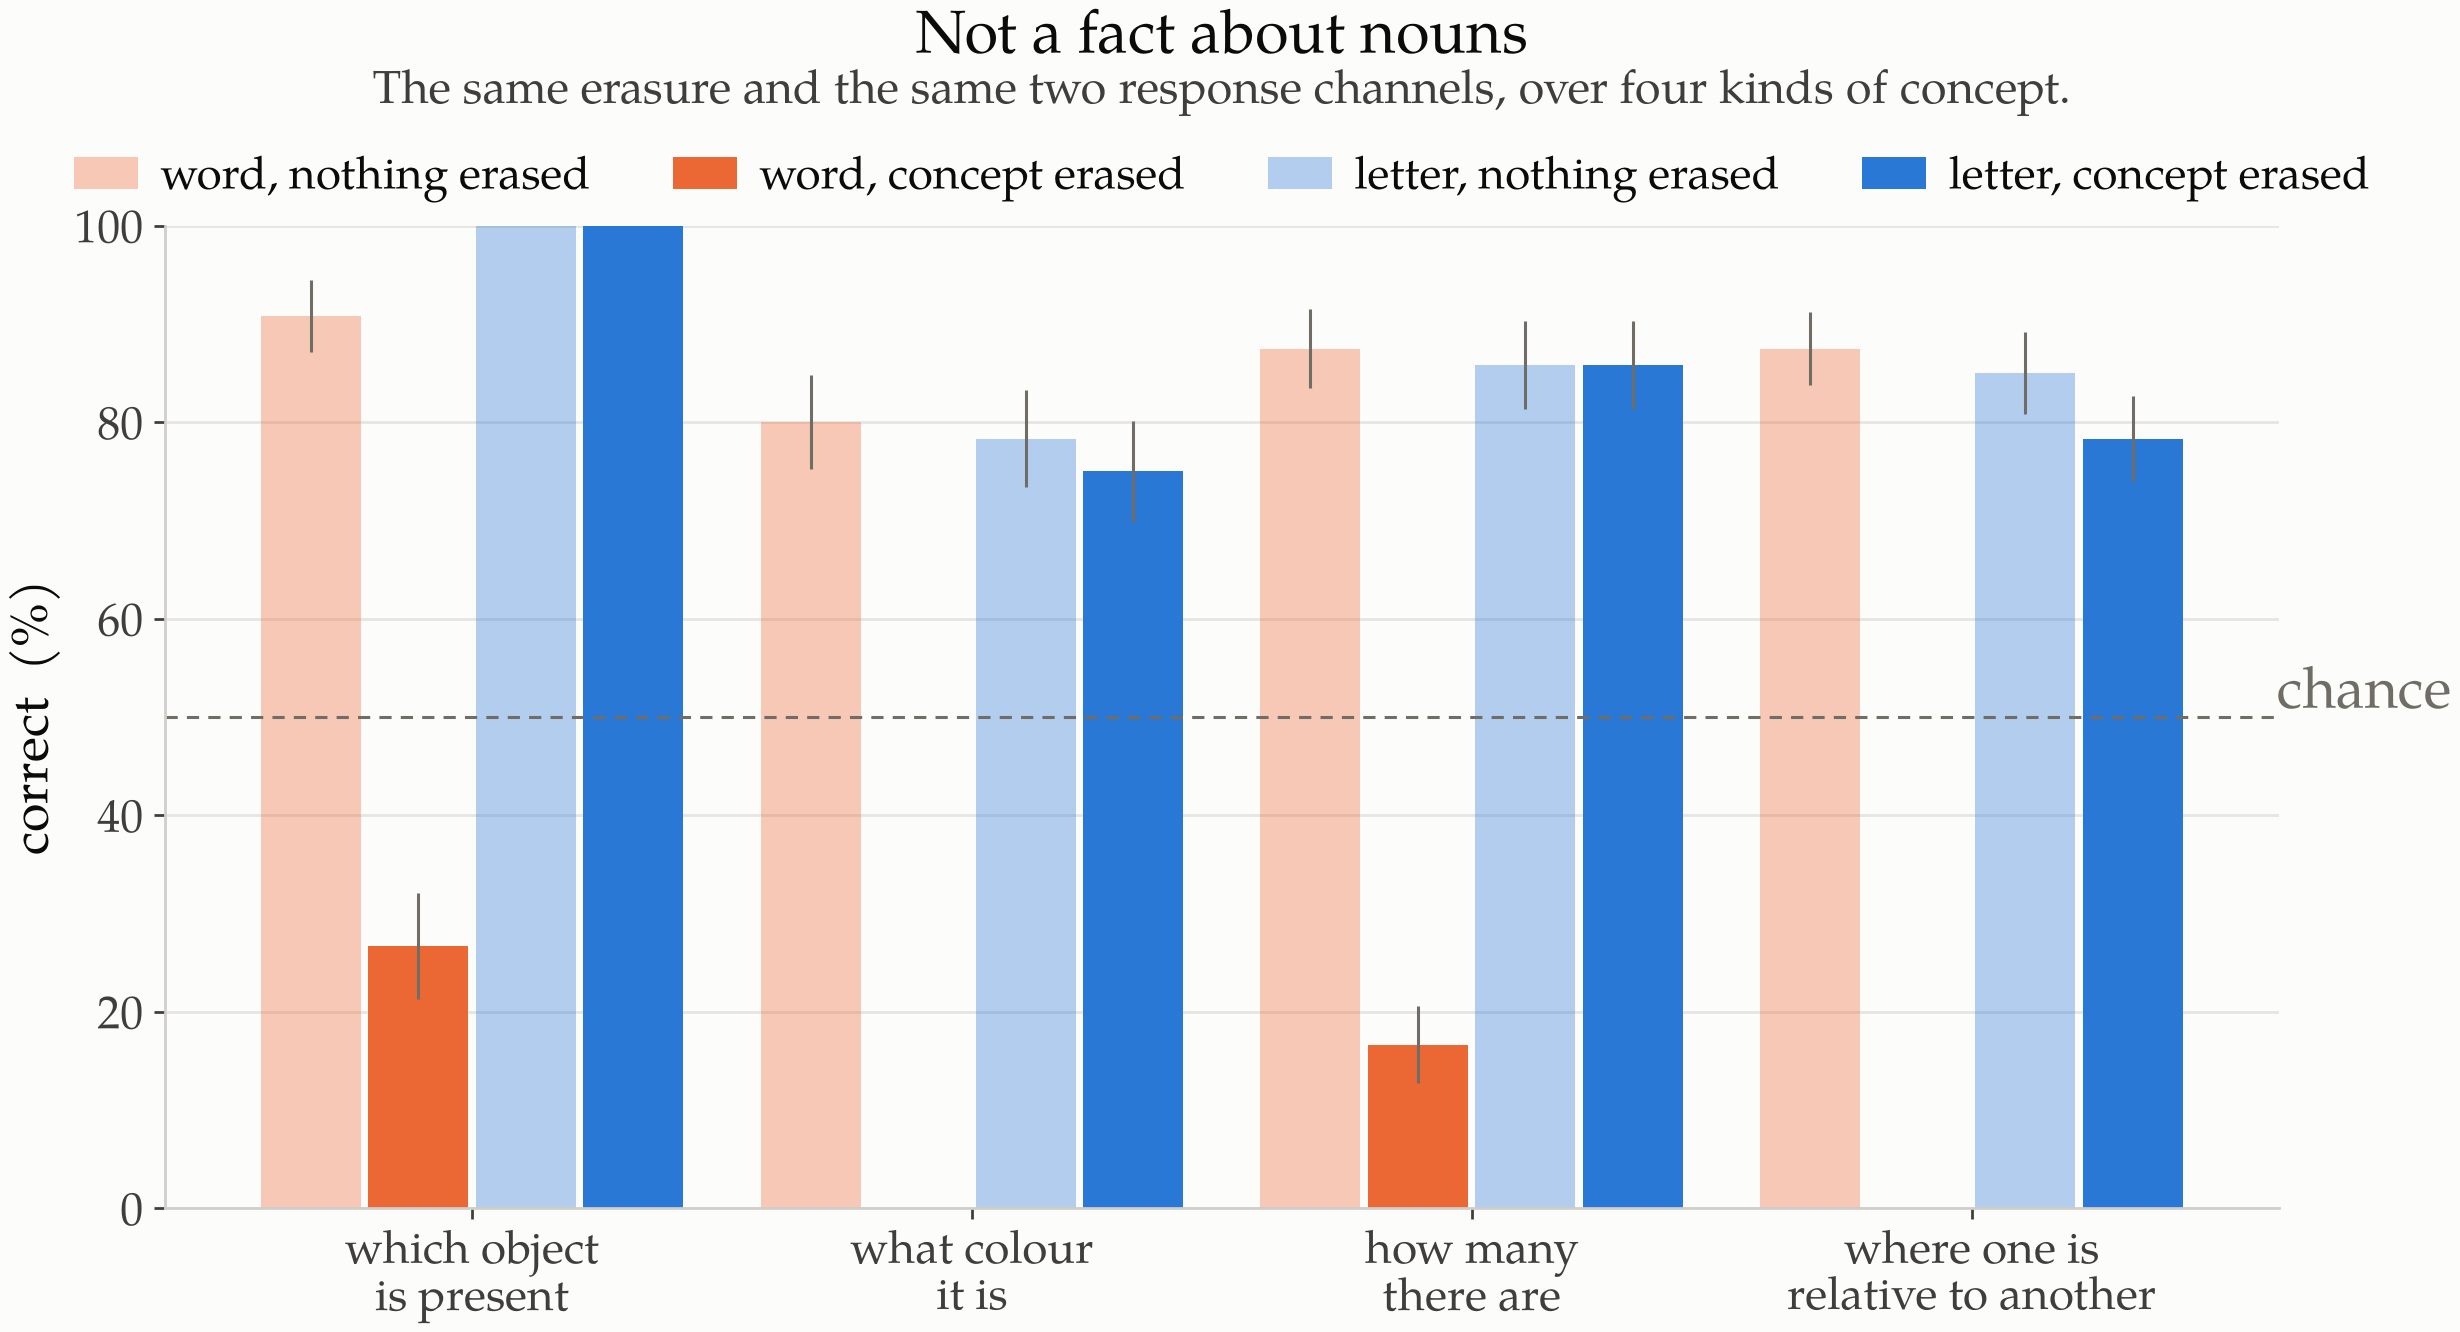 Not a fact about nouns
The same erasure and the same two response channels, over four kinds of concept.
word, nothing erased
word, concept erased
letter, nothing erased
letter, concept erased
correct (%)
100
80
60
40
20
0
chance
which object
is present
what colour
it is
how many
there are
where one is
relative to another